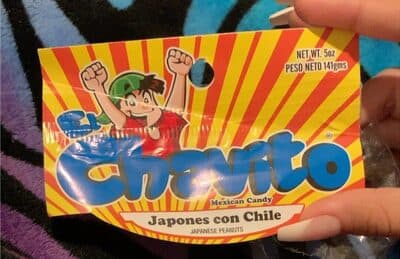 NET WT. 5oz
PESO NETO 141gms
El
Chavito®
Mexican Candy
Japones con Chile
JAPANESE PEANUTS